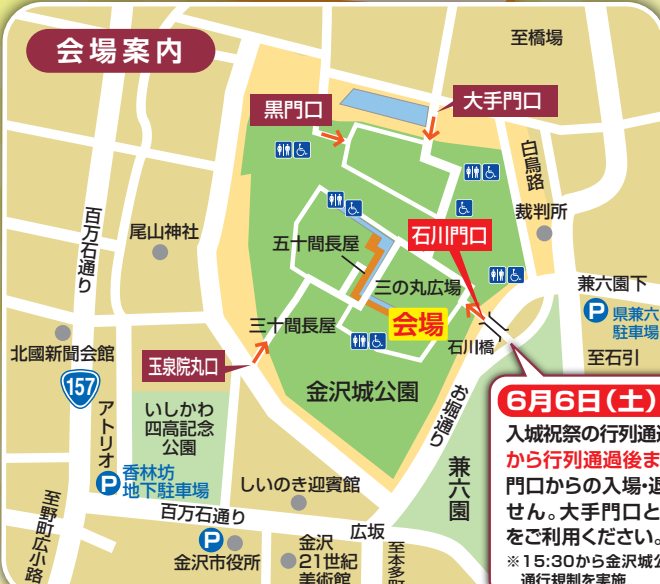 会場案内
至橋場
黒門口
大手門口
白鳥路
裁判所
百万石通り
尾山神社
五十間長屋
石川門口
三の丸広場
兼六園下
P 県兼六
駐車場
会場
三十間長屋
石川橋
至石引
北國新聞会館
157
玉泉院丸口
金沢城公園
お堀通り
アトリオ
いしかわ
四高記念
公園
P 香林坊
地下駐車場
しいのき迎賓館
兼六園
百万石通り
広坂
至野町広小路
P
金沢市役所
金沢
21世紀
美術館
至本多町
6月6日(土)
入城祝祭の行列通過
から行列通過後ま
門口からの入場・退
せん。大手門口と
をご利用ください。
※15:30から金沢城公
通行規制を実施